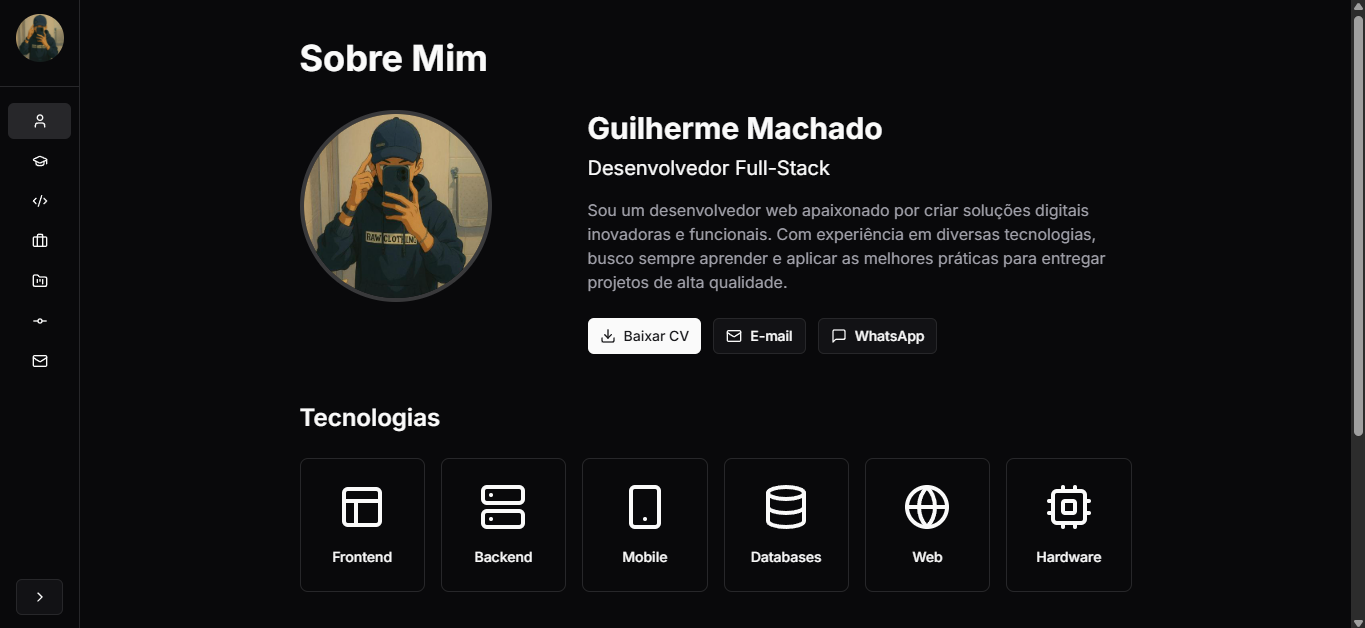 Sobre Mim
Guilherme Machado
Desenvolvedor Full-Stack
Sou um desenvolvedor web apaixonado por criar soluções digitais
inovadoras e funcionais. Com experiência em diversas tecnologias,
busco sempre aprender e aplicar as melhores práticas para entregar
projetos de alta qualidade.
RAW CLOTHING
Baixar CV
E-mail
WhatsApp
Tecnologias
Frontend
Backend
Mobile
Databases
Web
Hardware